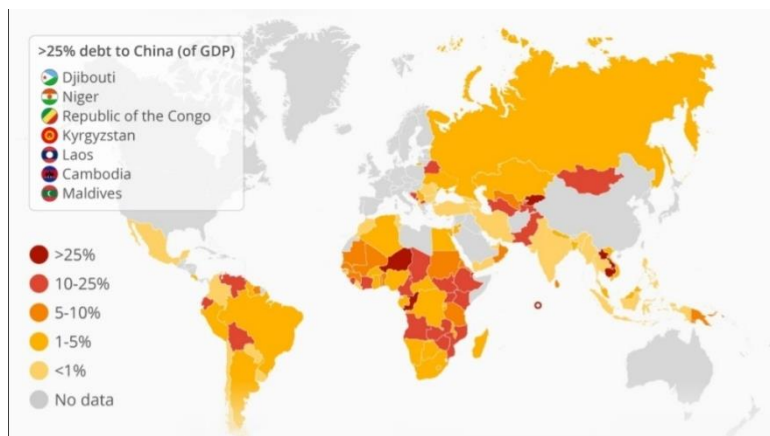 >25% debt to China (of GDP)
Djibouti
Niger
Republic of the Congo
Kyrgyzstan
Laos
Cambodia
Maldives
>25%
10-25%
5-10%
1-5%
<1%
No data